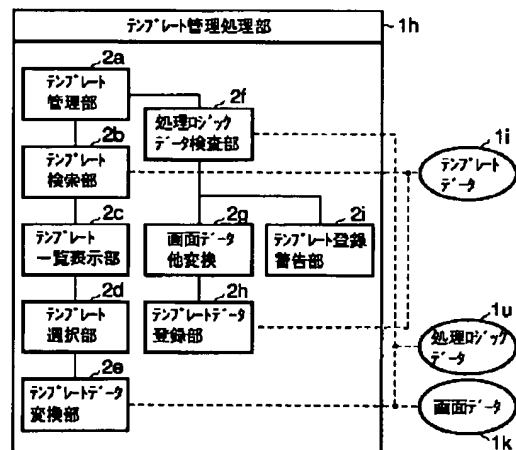 テンプレート管理処理部
1h
2a
テンプレート
管理部
2f
処理ロジック
データ検査部
2b
テンプレート
検索部
1i
テンプレート
データ
2c
テンプレート
一覧表示部
2g
画面データ
他変換
2i
テンプレート登録
警告部
2d
テンプレート
選択部
2h
テンプレートデータ
登録部
1u
処理ロジック
データ
2e
テンプレートデータ
変換部
画面データ
1k